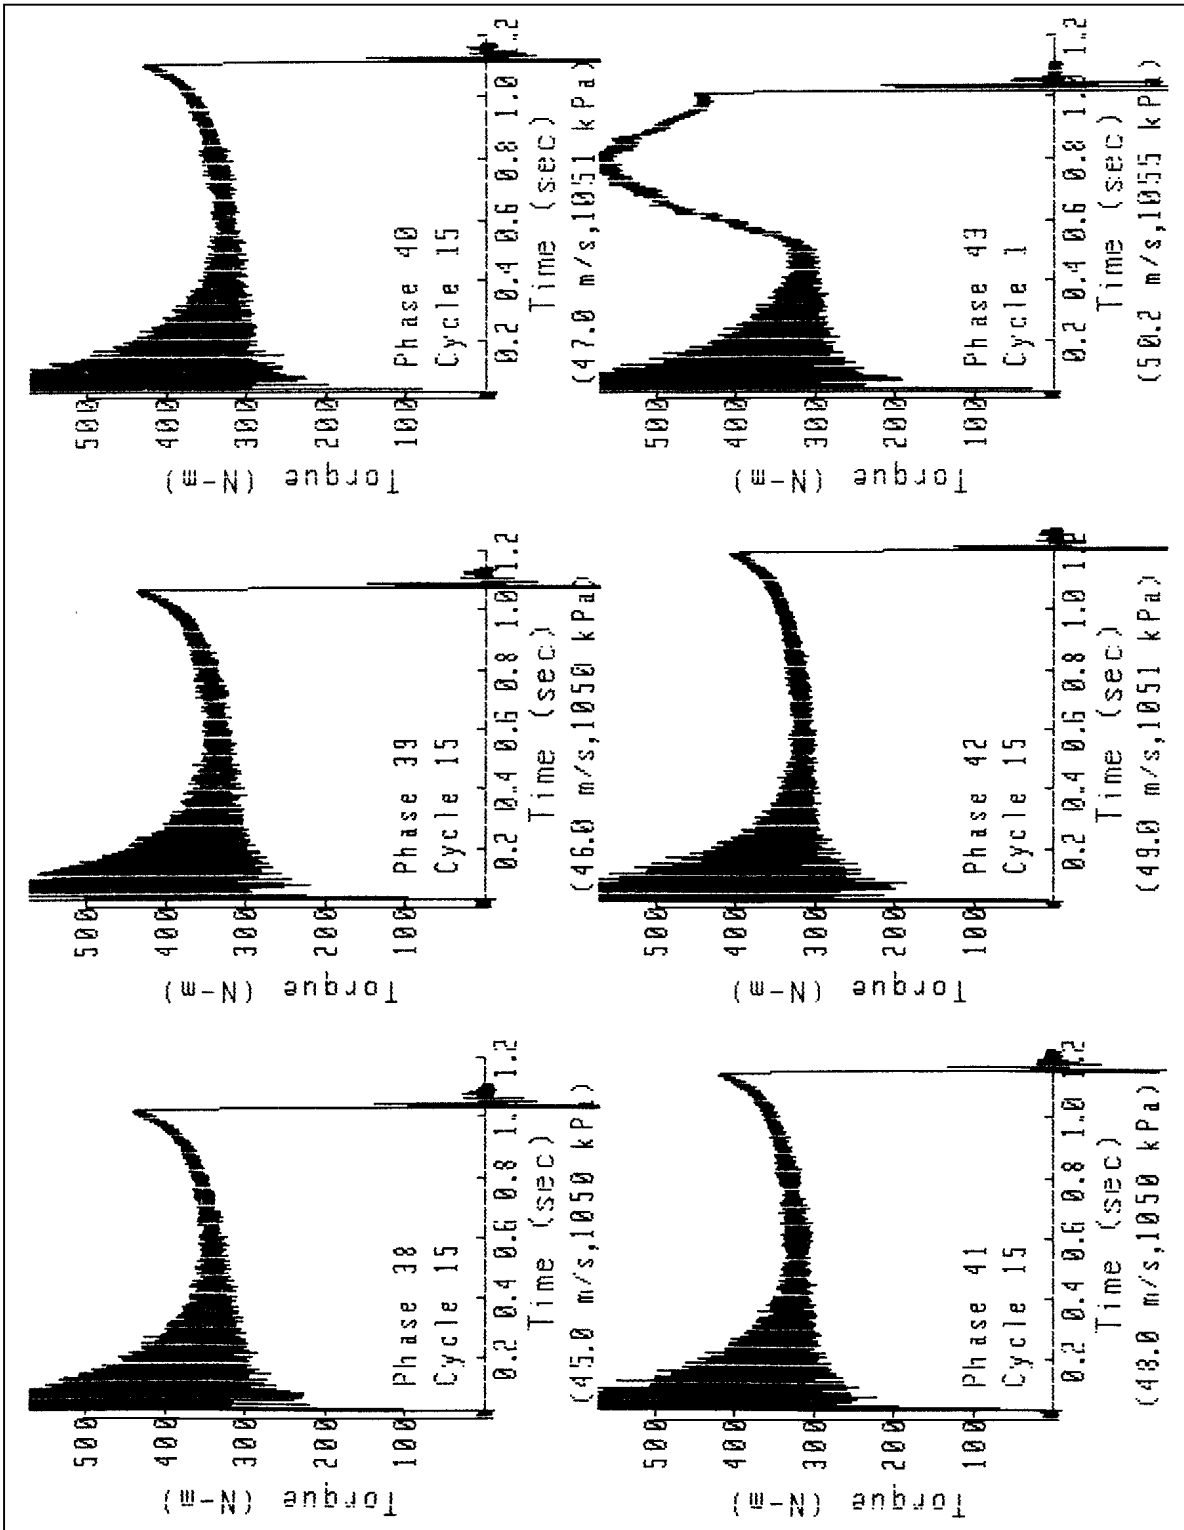 500
400
300
200
100
Torque
(N-m)
Phase 38
Cycle 15
0.2 0.4 0.6 0.8 1.0 1.2
Time (sec)
(45.0 m/s,1050 kPa)
500
400
300
200
100
Torque
(N-m)
Phase 39
Cycle 15
0.2 0.4 0.6 0.8 1.0 1.2
Time (sec)
(46.0 m/s,1050 kPa)
500
400
300
200
100
Torque
(N-m)
Phase 40
Cycle 15
0.2 0.4 0.6 0.8 1.0 1.2
Time (sec)
(47.0 m/s,1051 kPa)
500
400
300
200
100
Torque
(N-m)
Phase 41
Cycle 15
0.2 0.4 0.6 0.8 1.0 1.2
Time (sec)
(48.0 m/s,1050 kPa)
500
400
300
200
100
Torque
(N-m)
Phase 42
Cycle 15
0.2 0.4 0.6 0.8 1.0 1.2
Time (sec)
(49.0 m/s,1051 kPa)
500
400
300
200
100
Torque
(N-m)
Phase 43
Cycle 1
0.2 0.4 0.6 0.8 1.0 1.2
Time (sec)
(50.2 m/s,1055 kPa)